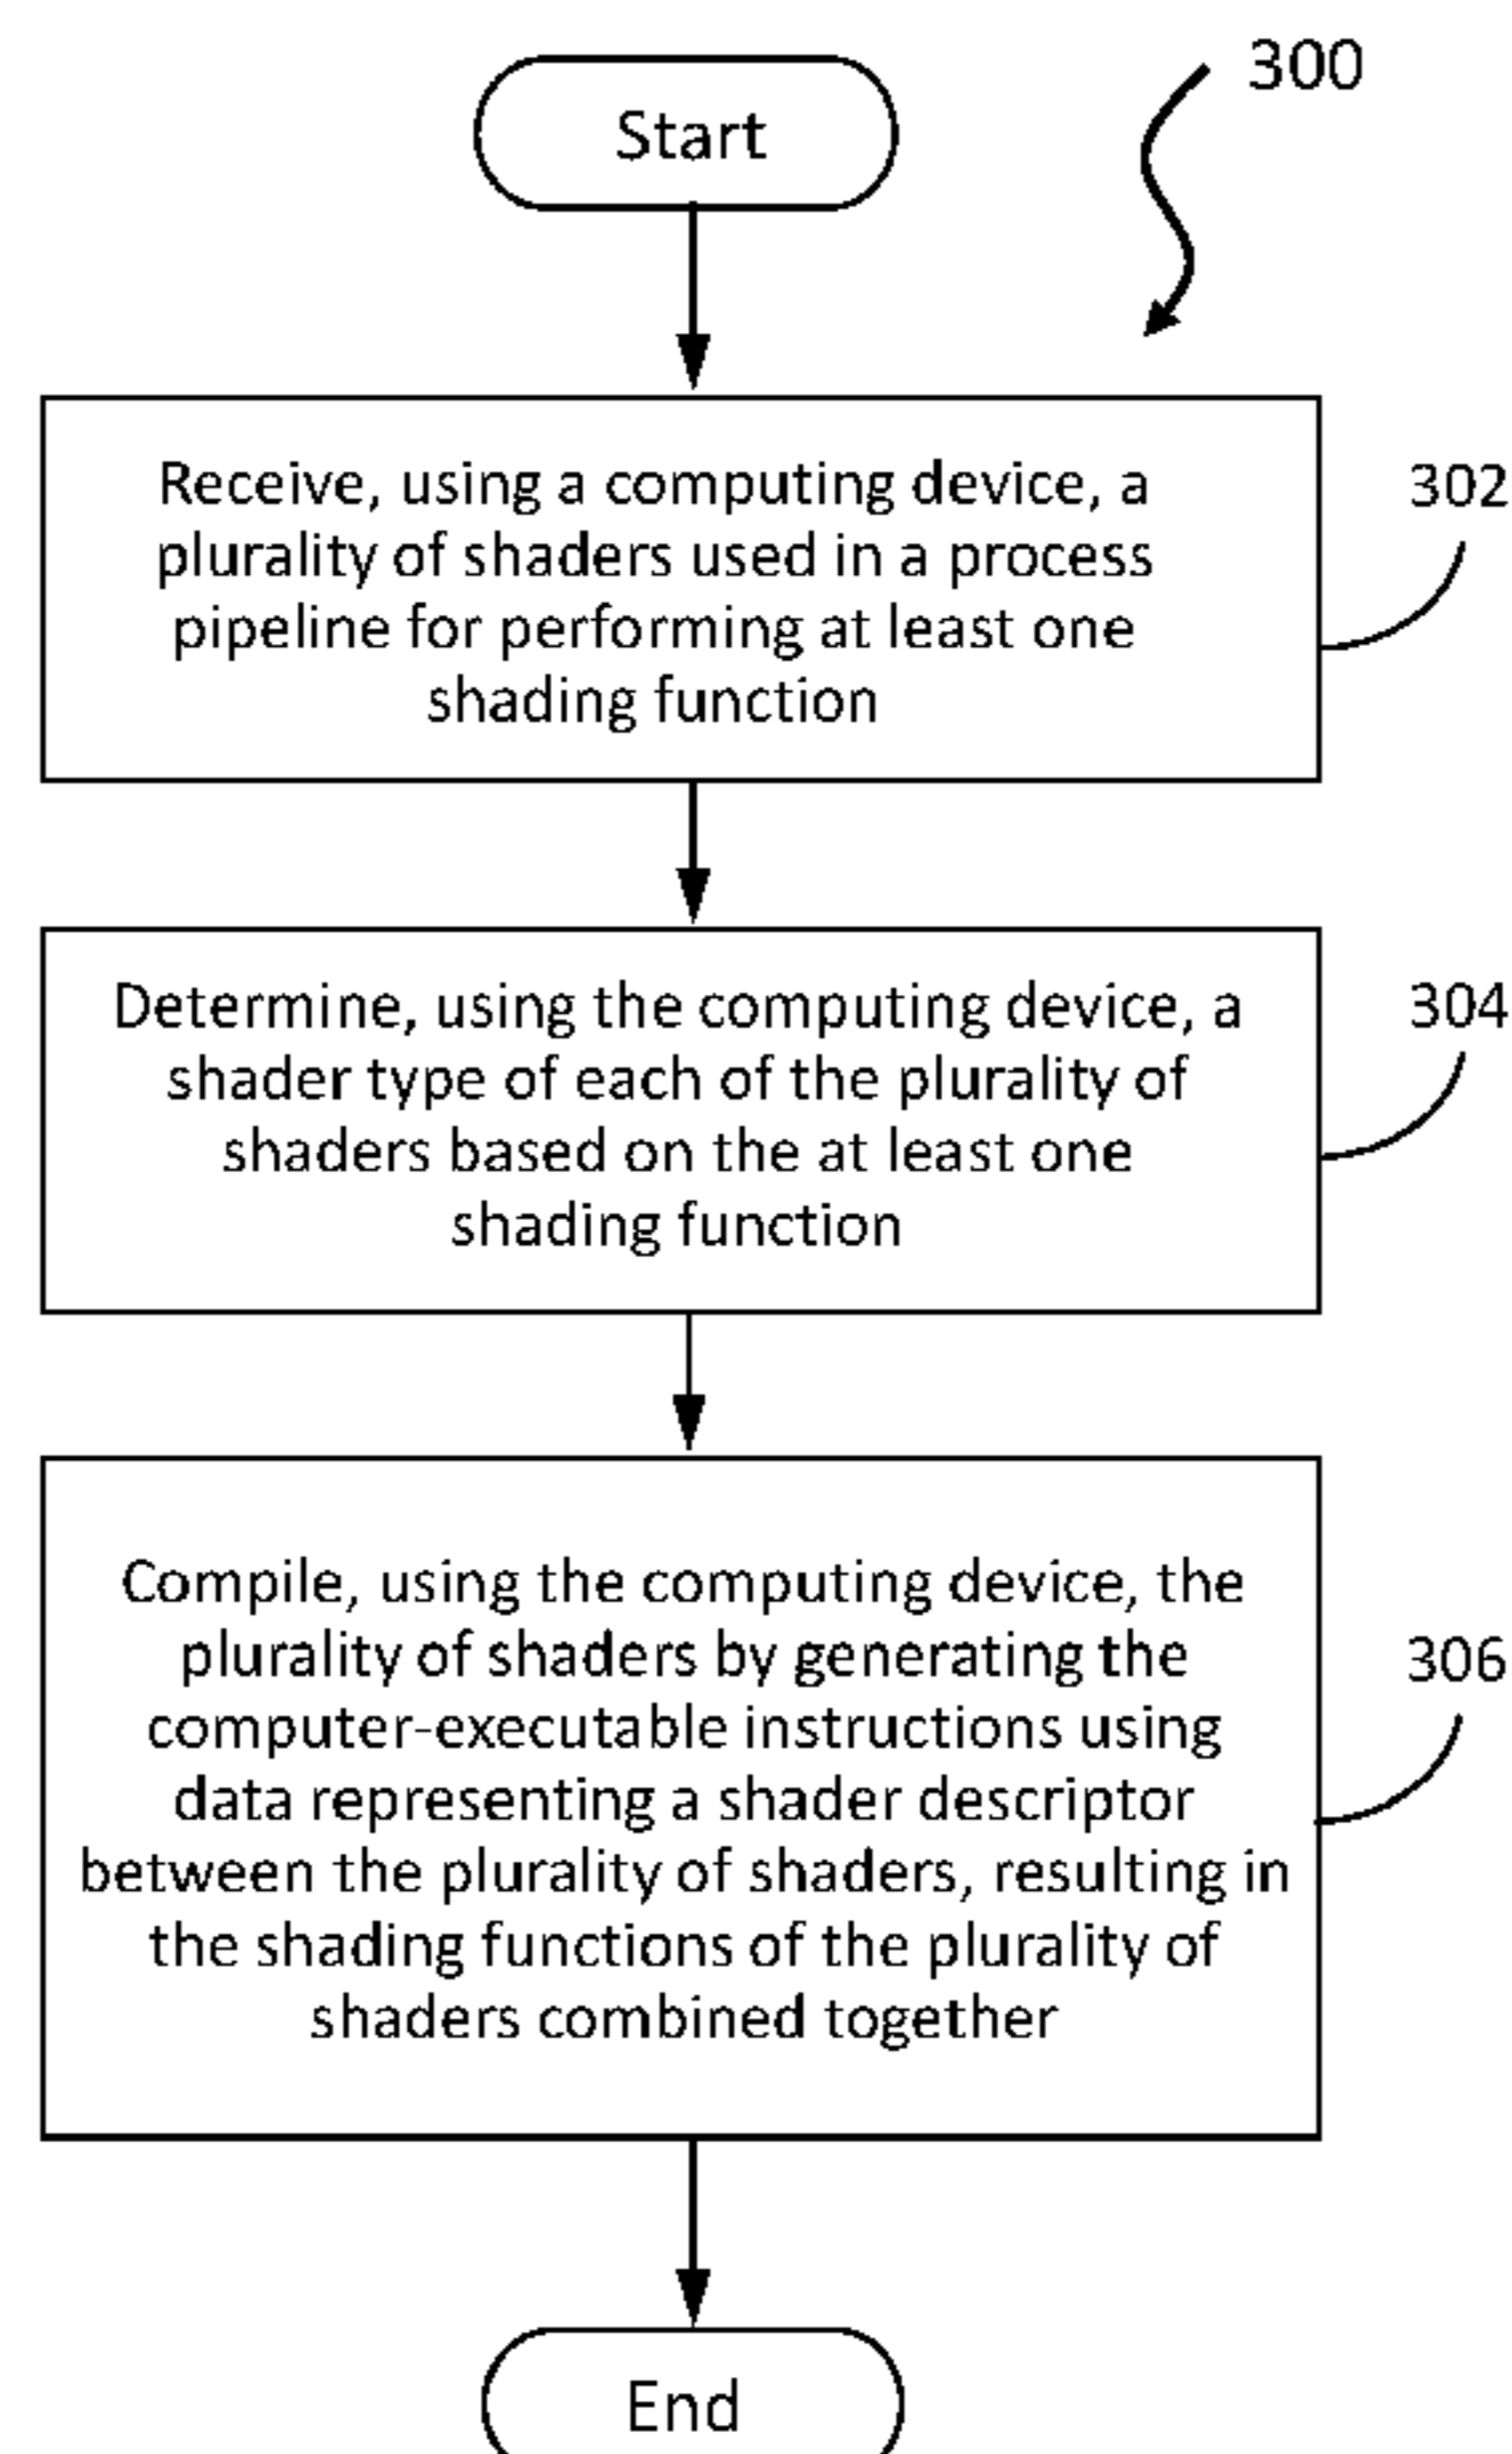 300
Start
Receive, using a computing device, a
plurality of shaders used in a process
pipeline for performing at least one
shading function
302
Determine, using the computing device, a
shader type of each of the plurality of
shaders based on the at least one
shading function
304
Compile, using the computing device, the
plurality of shaders by generating the
computer-executable instructions using
data representing a shader descriptor
between the plurality of shaders, resulting in
the shading functions of the plurality of
shaders combined together
306
End